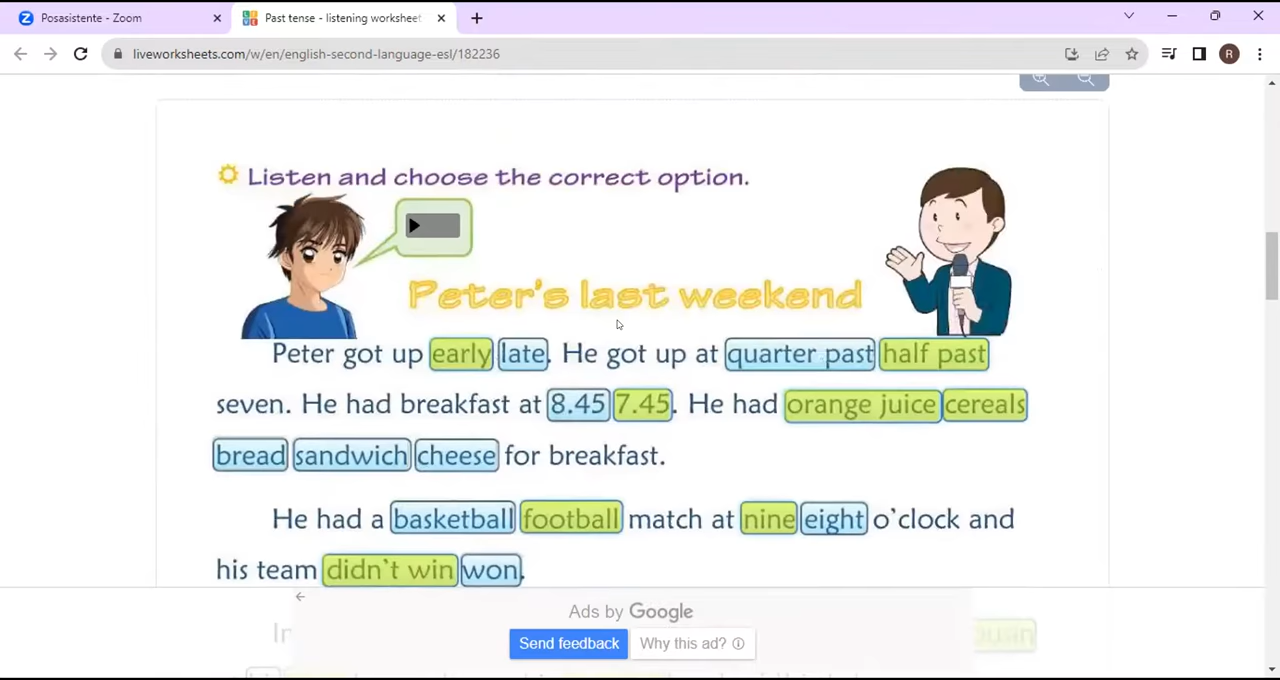 Posasistente - Zoom
Past tense - listening worksheet
liveworksheets.com/w/en/english-second-language-esl/182236
R
Listen and choose the correct option.
Peter's last weekend
Peter got up early late. He got up at quarter past half past
seven. He had breakfast at 8.45 7.45. He had orange juice cereals
bread sandwich cheese for breakfast.
He had a basketball football match at nine eight o'clock and
his team didn't win won.
Ads by Google
Send feedback Why this ad?